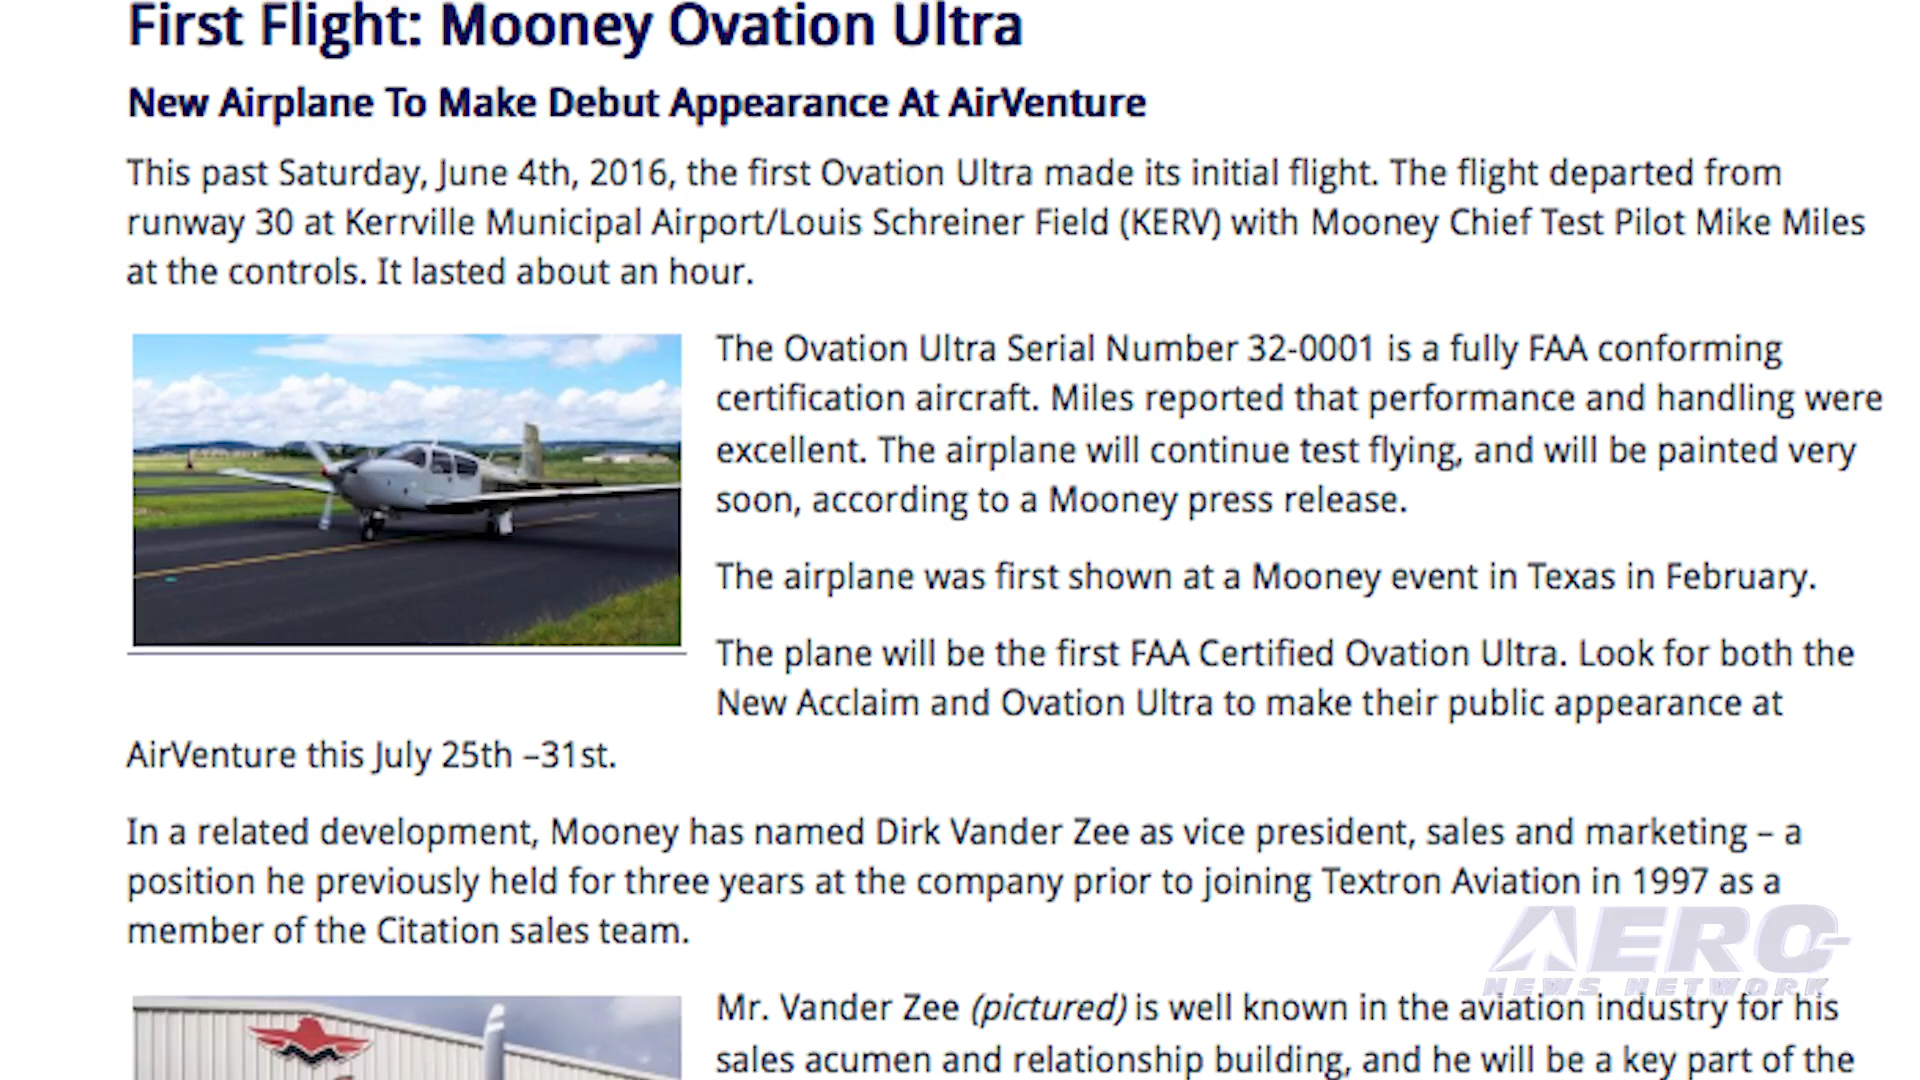 First Flight: Mooney Ovation Ultra
New Airplane To Make Debut Appearance At AirVenture
This past Saturday, June 4th, 2016, the first Ovation Ultra made its initial flight. The flight departed from
runway 30 at Kerrville Municipal Airport/Louis Schreiner Field (KERV) with Mooney Chief Test Pilot Mike Miles
at the controls. It lasted about an hour.
The Ovation Ultra Serial Number 32-0001 is a fully FAA conforming
certification aircraft. Miles reported that performance and handling were
excellent. The airplane will continue test flying, and will be painted very
soon, according to a Mooney press release.
The airplane was first shown at a Mooney event in Texas in February.
The plane will be the first FAA Certified Ovation Ultra. Look for both the
New Acclaim and Ovation Ultra to make their public appearance at
AirVenture this July 25th –31st.
In a related development, Mooney has named Dirk Vander Zee as vice president, sales and marketing – a
position he previously held for three years at the company prior to joining Textron Aviation in 1997 as a
member of the Citation sales team.
AERO-
NEWS NETWORK
Mr. Vander Zee (pictured) is well known in the aviation industry for his
sales acumen and relationship building, and he will be a key part of the